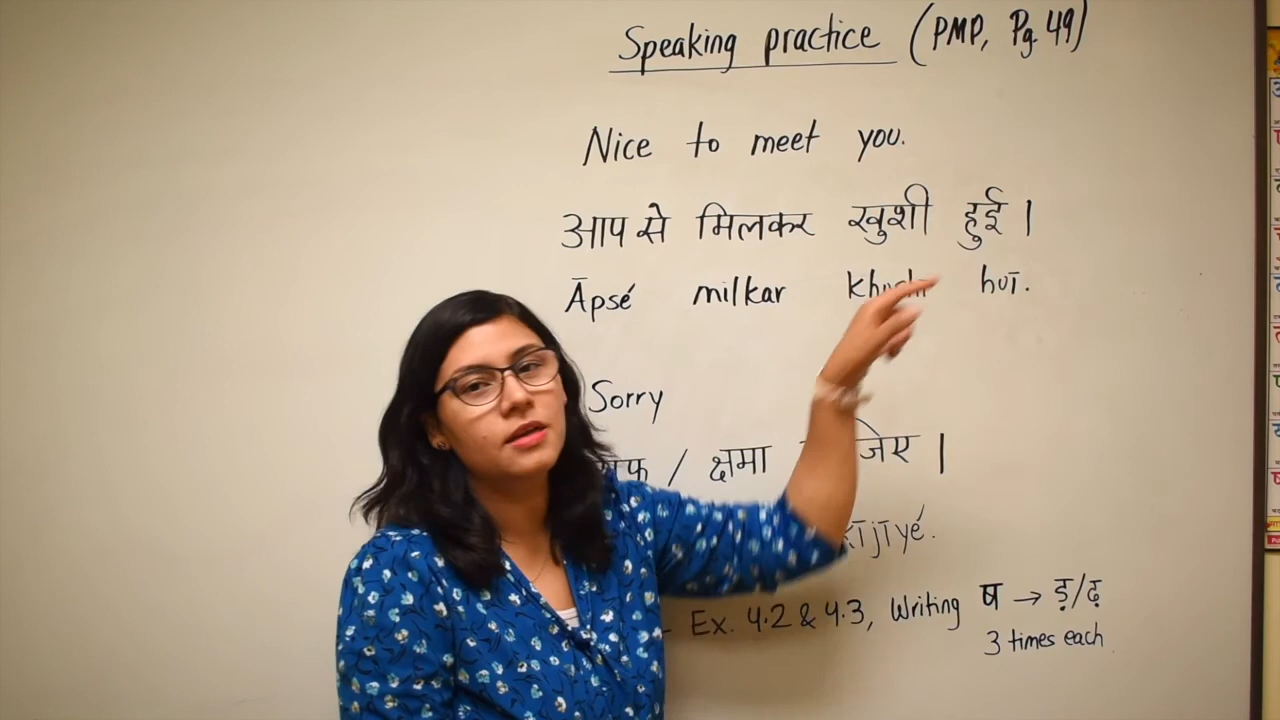 Speaking practice (PMP, Pg. 49)
Nice to meet you.
आप से मिलकर खुशी हुई।
Āpsé milkar huī.
Sorry
/ क्षमा
Ex. 4.2 & 4.3, Writing ष → ड़/ढ़
3 times each